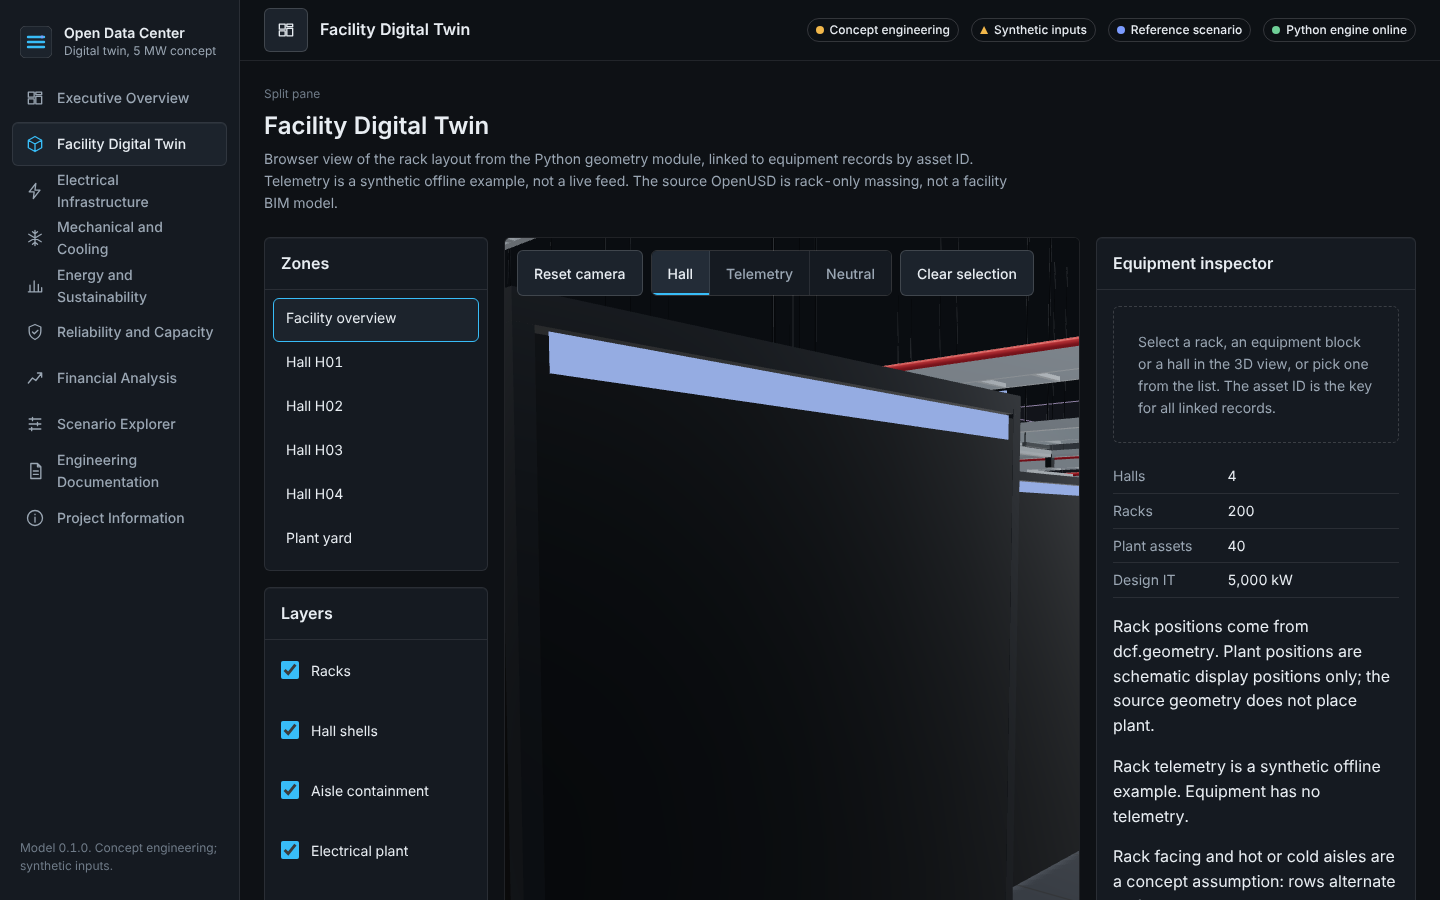 Open Data Center
Digital twin, 5 MW concept
Executive Overview
Facility Digital Twin
Electrical
Infrastructure
Mechanical and
Cooling
Energy and
Sustainability
Reliability and Capacity
Financial Analysis
Scenario Explorer
Engineering
Documentation
Project Information
Model 0.1.0. Concept engineering;
synthetic inputs.
Facility Digital Twin
Concept engineering
Synthetic inputs
Reference scenario
Python engine online
Split pane
Facility Digital Twin
Browser view of the rack layout from the Python geometry module, linked to equipment records by asset ID.
Telemetry is a synthetic offline example, not a live feed. The source OpenUSD is rack-only massing, not a facility
BIM model.
Zones
Facility overview
Hall H01
Hall H02
Hall H03
Hall H04
Plant yard
Layers
Racks
Hall shells
Aisle containment
Electrical plant
Reset camera
Hall
Telemetry
Neutral
Clear selection
Equipment inspector
Select a rack, an equipment block
or a hall in the 3D view, or pick one
from the list. The asset ID is the key
for all linked records.
Halls 4
Racks 200
Plant assets 40
Design IT 5,000 kW
Rack positions come from
dcf.geometry. Plant positions are
schematic display positions only; the
source geometry does not place
plant.
Rack telemetry is a synthetic offline
example. Equipment has no
telemetry.
Rack facing and hot or cold aisles are
a concept assumption: rows alternate